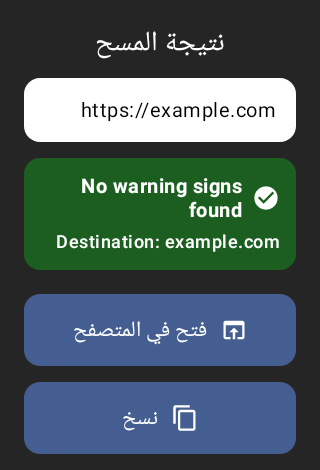 نتيجة المسح
https://example.com
No warning signs
found
Destination: example.com
فتح في المتصفح
نسخ